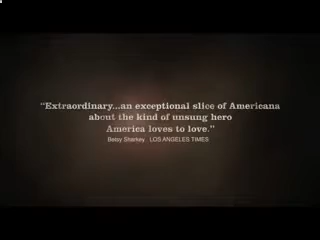 "Extraordinary...an exceptional slice of Americana
about the kind of unsung hero
America loves to love."
Betsy Sharkey LOS ANGELES TIMES